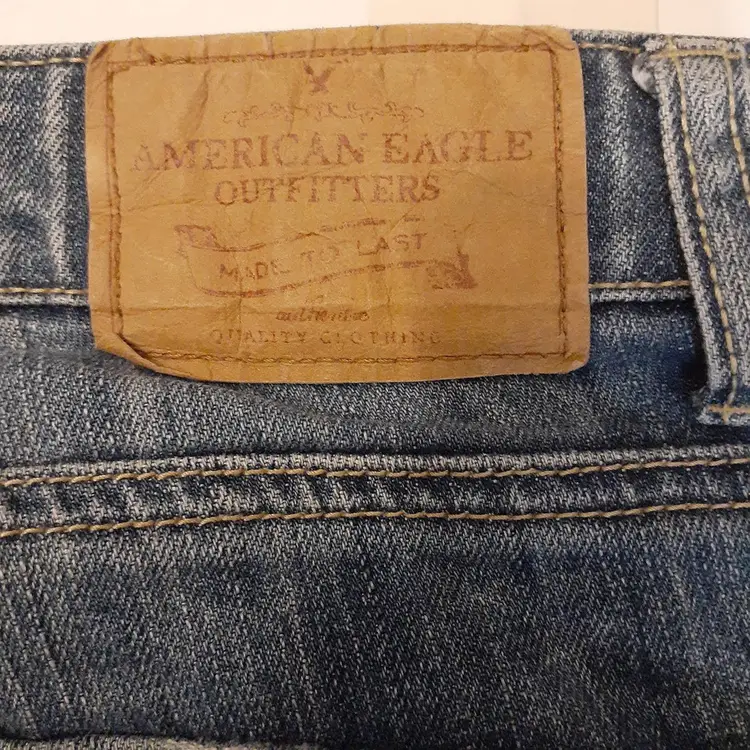 AMERICAN EAGLE
OUTFITTERS
MADE TO LAST
authentic
QUALITY CLOTHING